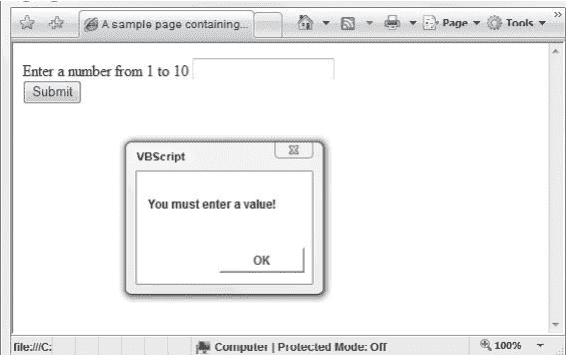 A sample page containing...
Page
Tools
»
Enter a number from 1 to 10
Submit
VBScript
You must enter a value!
OK
file:///C:
Computer | Protected Mode: Off
100%